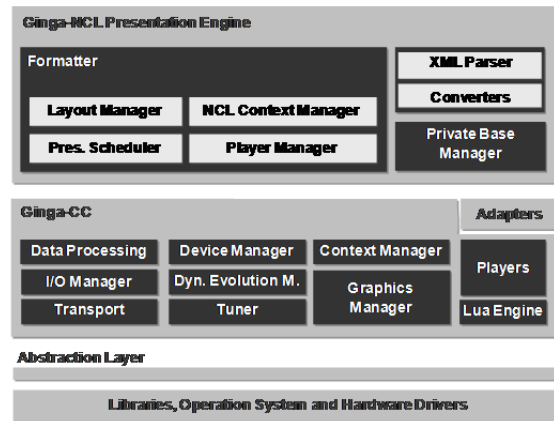 Ginga-NCL Presentation Engine
Formatter
Layout Manager
NCL Context Manager
Pres. Scheduler
Player Manager
XML Parser
Converters
Private Base
Manager
Ginga-CC
Adapters
Data Processing
Device Manager
Context Manager
I/O Manager
Dyn. Evolution M.
Graphics
Manager
Transport
Tuner
Players
Lua Engine
Abstraction Layer
Libraries, Operation System and Hardware Drivers